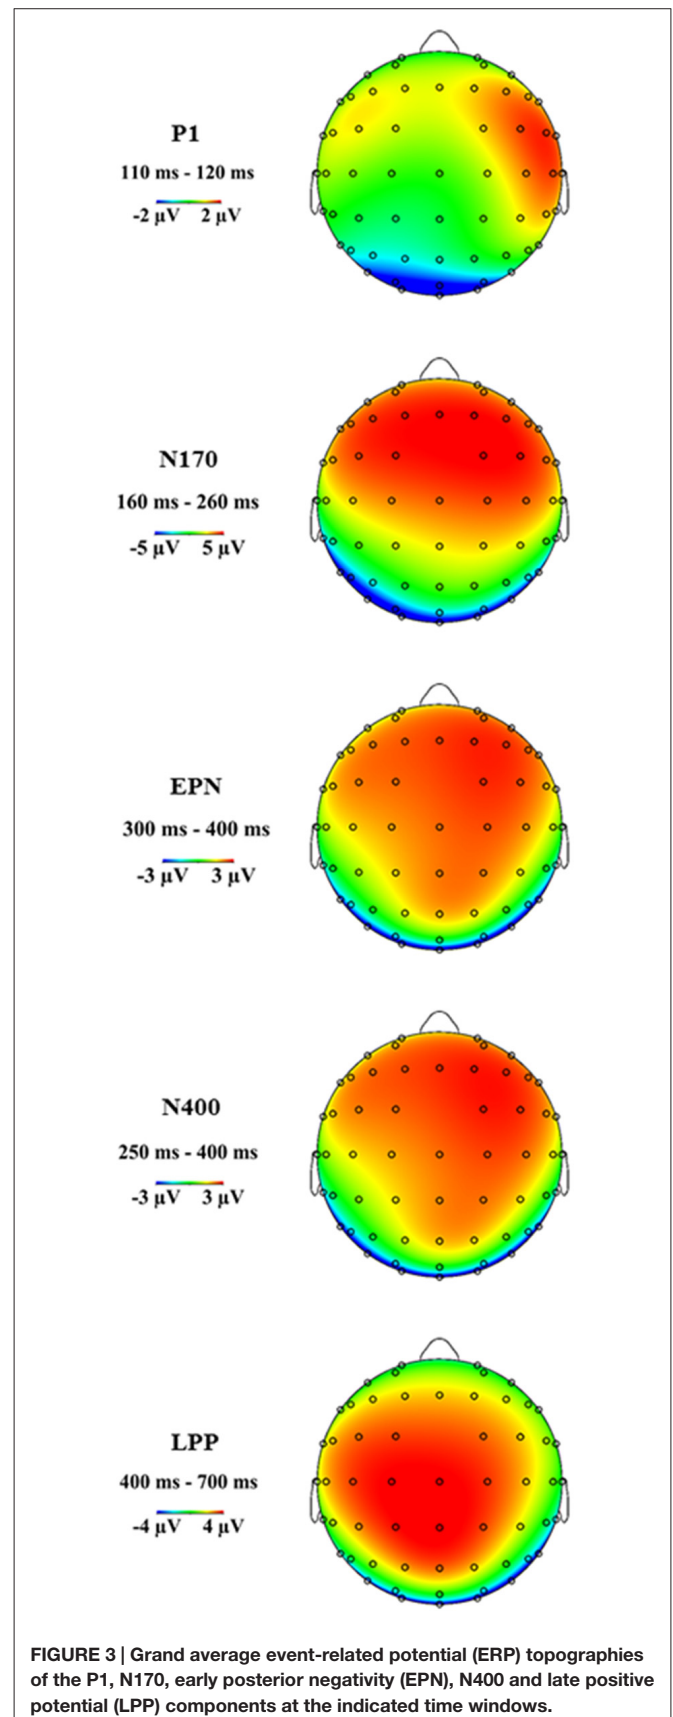 P1
110 ms - 120 ms
-2 µV 2 µV
N170
160 ms - 260 ms
-5 µV 5 µV
EPN
300 ms - 400 ms
-3 µV 3 µV
N400
250 ms - 400 ms
-3 µV 3 µV
LPP
400 ms - 700 ms
-4 µV 4 µV
FIGURE 3 | Grand average event-related potential (ERP) topographies
of the P1, N170, early posterior negativity (EPN), N400 and late positive
potential (LPP) components at the indicated time windows.